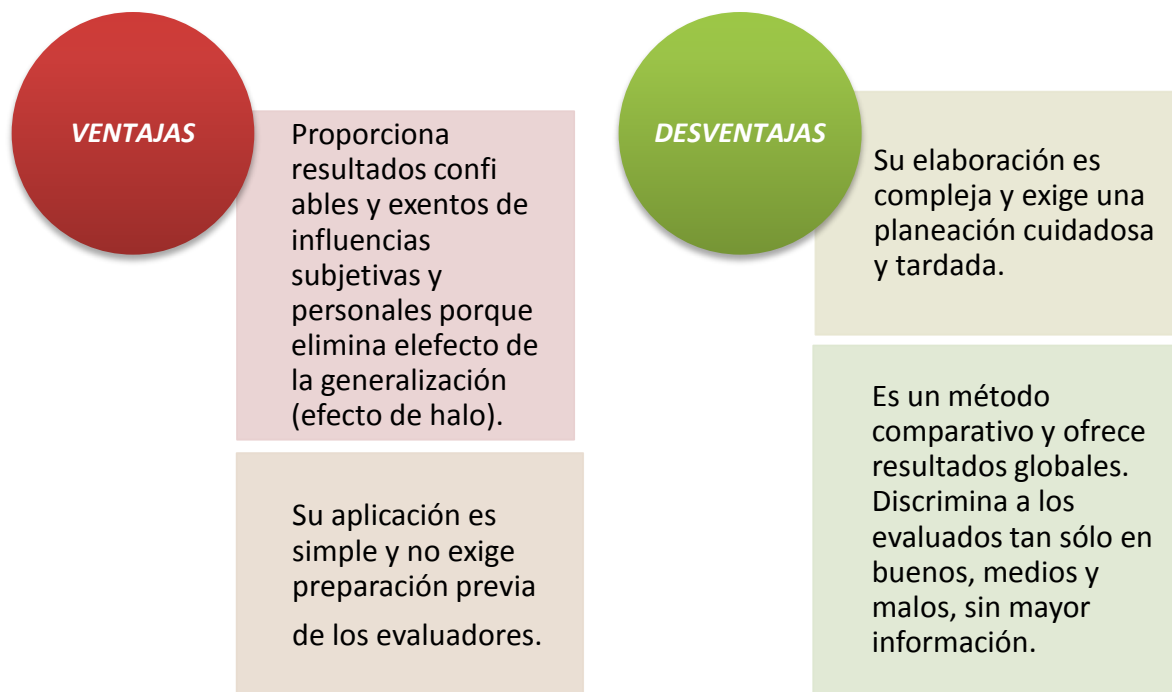 VENTAJAS
Proporciona
resultados confi
ables y exentos de
influencias
subjetivas y
personales porque
elimina elefecto de
la generalización
(efecto de halo).
Su aplicación es
simple y no exige
preparación previa
de los evaluadores.
DESVENTAJAS
Su elaboración es
compleja y exige una
planeación cuidadosa
y tardada.
Es un método
comparativo y ofrece
resultados globales.
Discrimina a los
evaluados tan sólo en
buenos, medios y
malos, sin mayor
información.